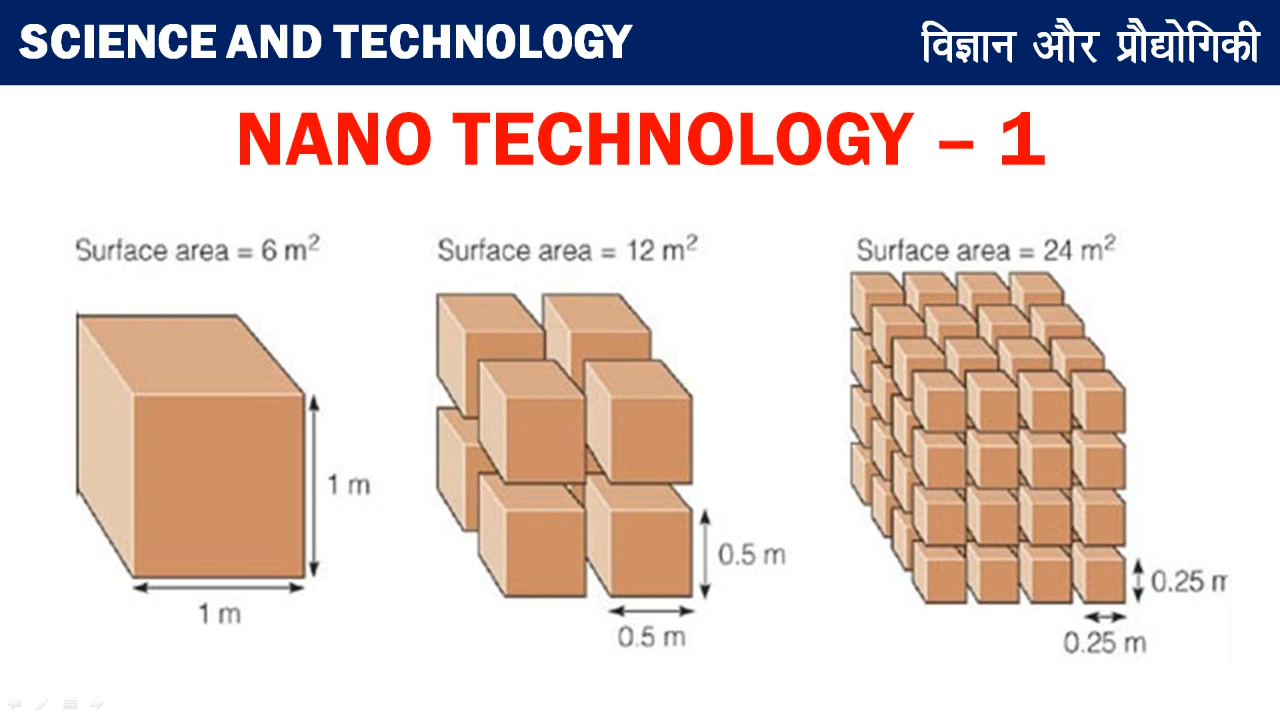 SCIENCE AND TECHNOLOGY
विज्ञान और प्रौद्योगिकी
NANO TECHNOLOGY – 1
Surface area = 6 m²
Surface area = 12 m²
Surface area = 24 m²
1 m
1 m
0.5 m
0.5 m
0.25 m
0.25 m